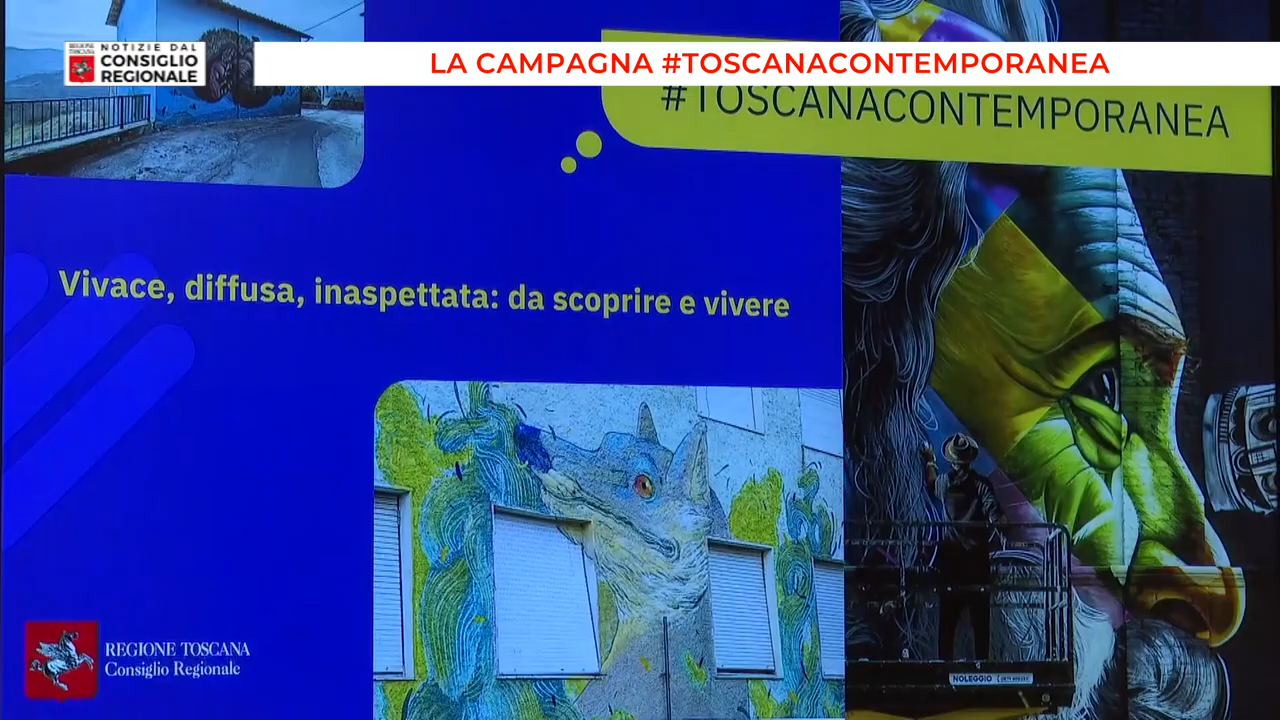 REGIONE TOSCANA
NOTIZIE DAL
CONSIGLIO
REGIONALE
LA CAMPAGNA #TOSCANACONTEMPORANEA
#TOSCANACONTEMPORANEA
Vivace, diffusa, inaspettata: da scoprire e vivere
REGIONE TOSCANA
Consiglio Regionale
NOLEGGIO